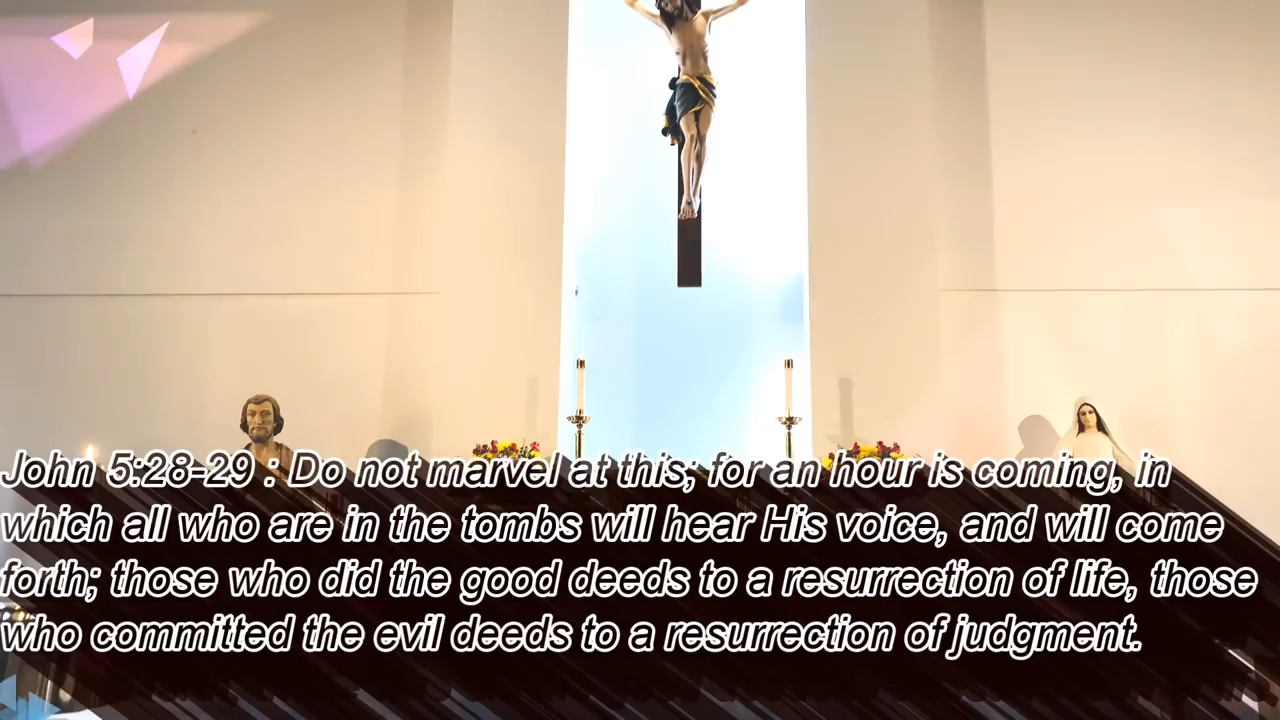 John 5:28-29 : Do not marvel at this; for an hour is coming, in
which all who are in the tombs will hear His voice, and will come
forth; those who did the good deeds to a resurrection of life, those
who committed the evil deeds to a resurrection of judgment.